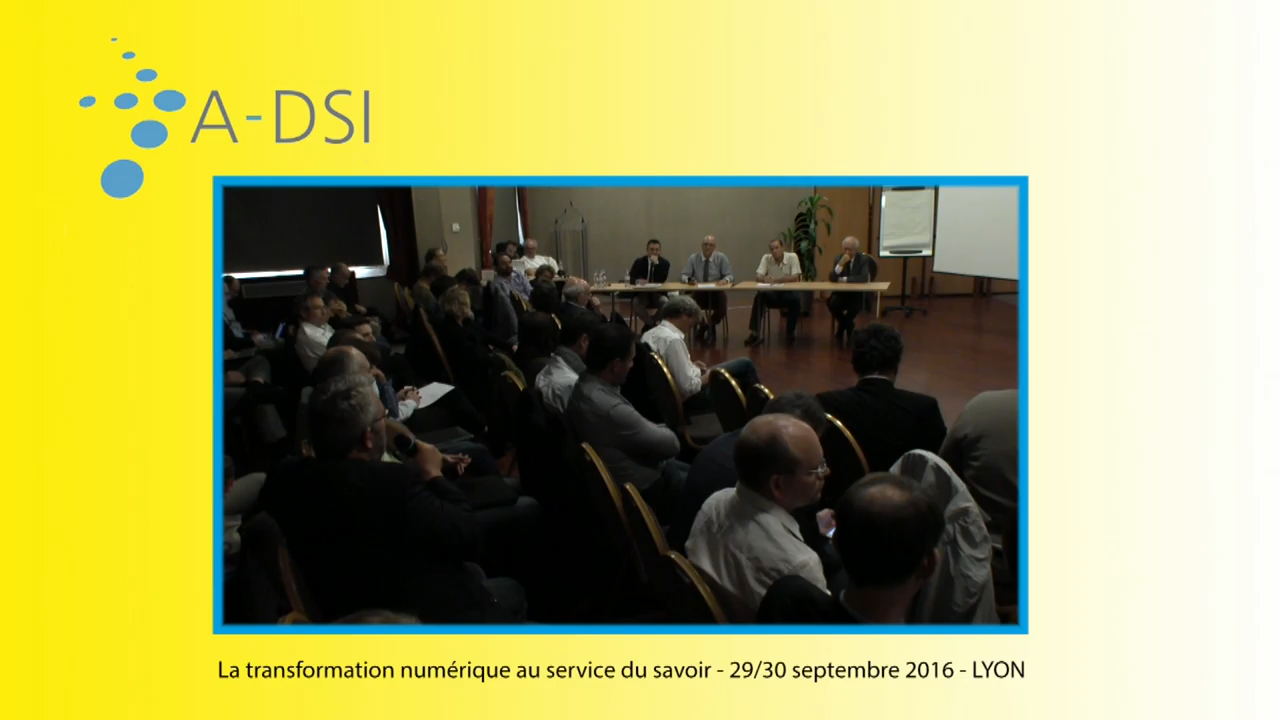 A-DSI
La transformation numérique au service du savoir - 29/30 septembre 2016 - LYON